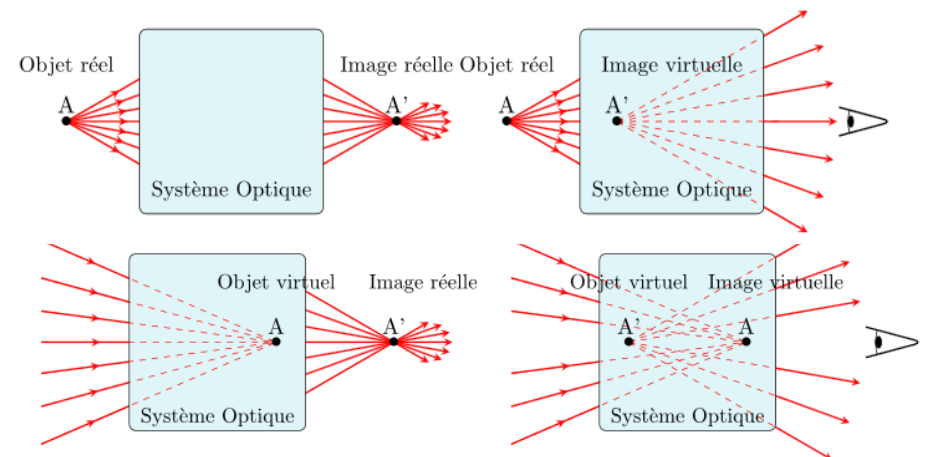 Objet réel
Image réelle
A
A'
Système Optique
Objet réel
Image virtuelle
A
A'
Système Optique
Objet virtuel
Image réelle
A
A'
Système Optique
Objet virtuel
Image virtuelle
A'
A
Système Optique